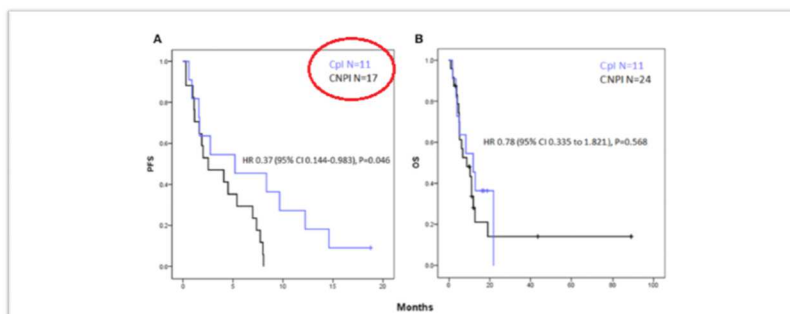 A
CpI N=11
CNPI N=17
HR 0.37 (95% CI 0.144-0.983), P=0.046
PFS
1.0
0.8
0.6
0.4
0.2
0.0
0 5 10 15 20
B
CpI N=11
CNPI N=24
HR 0.78 (95% CI 0.335 to 1.821), P=0.568
OS
1.0
0.8
0.6
0.4
0.2
0.0
0 20 40 60 80 100
Months